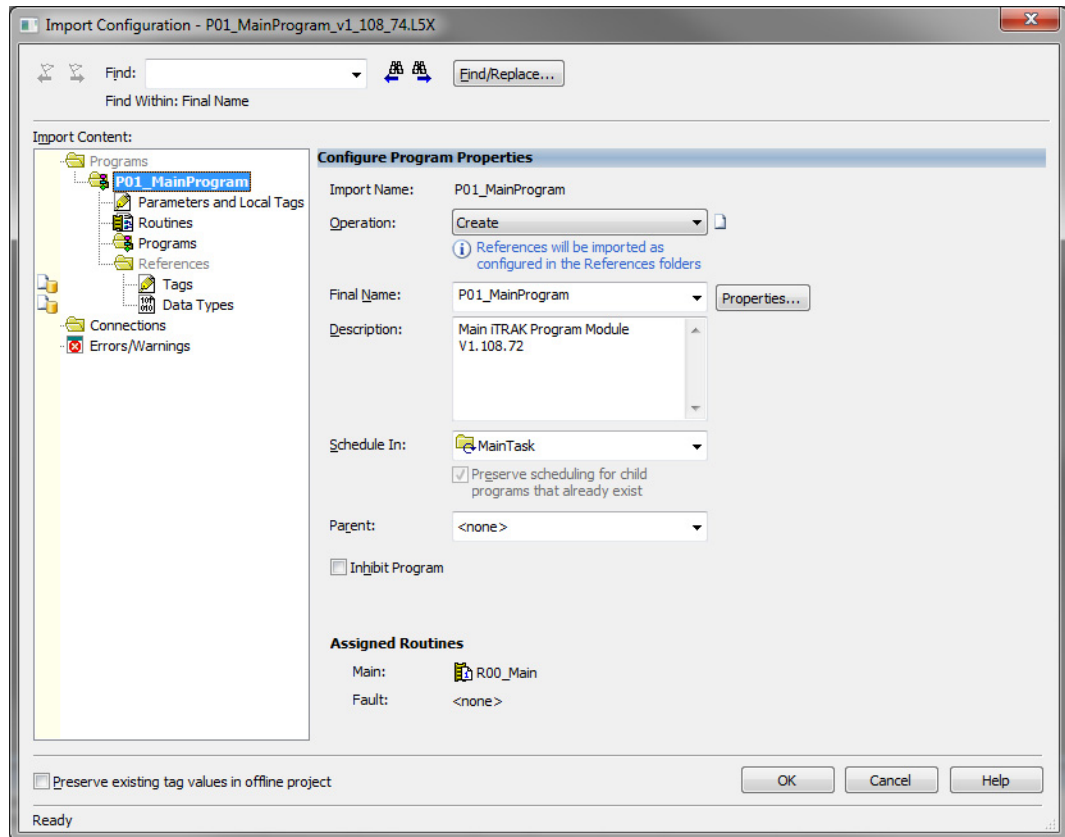 Import Configuration - P01_MainProgram_v1_108_74.L5X
Find:
Find/Replace...
Find Within: Final Name
Import Content:
Programs
P01_MainProgram
Parameters and Local Tags
Routines
Programs
References
Tags
Data Types
Connections
Errors/Warnings
Configure Program Properties
Import Name: P01_MainProgram
Operation: Create
References will be imported as
configured in the References folders
Final Name: P01_MainProgram Properties...
Description: Main iTRAK Program Module
V1.108.72
Schedule In: MainTask
Preserve scheduling for child
programs that already exist
Parent: <none>
Inhibit Program
Assigned Routines
Main: R00_Main
Fault: <none>
Preserve existing tag values in offline project
OK Cancel Help
Ready